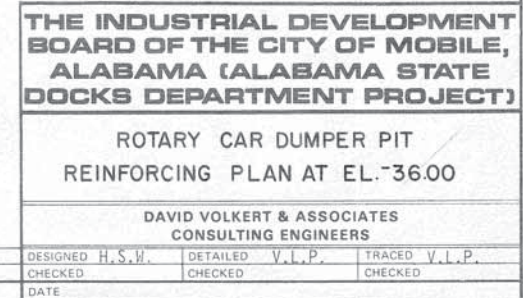 THE INDUSTRIAL DEVELOPMENT
BOARD OF THE CITY OF MOBILE,
ALABAMA (ALABAMA STATE
DOCKS DEPARTMENT PROJECT)
ROTARY CAR DUMPER PIT
REINFORCING PLAN AT EL.-36.00
DAVID VOLKERT & ASSOCIATES
CONSULTING ENGINEERS
DESIGNED H.S.W. DETAILED V.L.P. TRACED V.L.P.
CHECKED CHECKED CHECKED
DATE